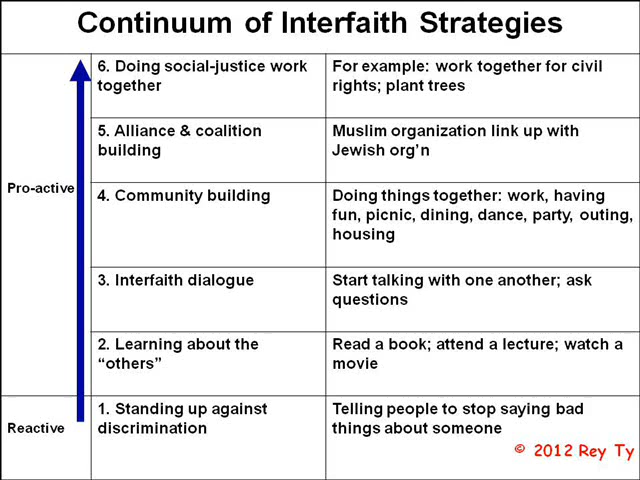 Continuum of Interfaith Strategies
6. Doing social-justice work
together
For example: work together for civil
rights; plant trees
5. Alliance & coalition
building
Muslim organization link up with
Jewish org'n
Pro-active
4. Community building
Doing things together: work, having
fun, picnic, dining, dance, party, outing,
housing
3. Interfaith dialogue
Start talking with one another; ask
questions
2. Learning about the
“others”
Read a book; attend a lecture; watch a
movie
Reactive
1. Standing up against
discrimination
Telling people to stop saying bad
things about someone
© 2012 Rey Ty